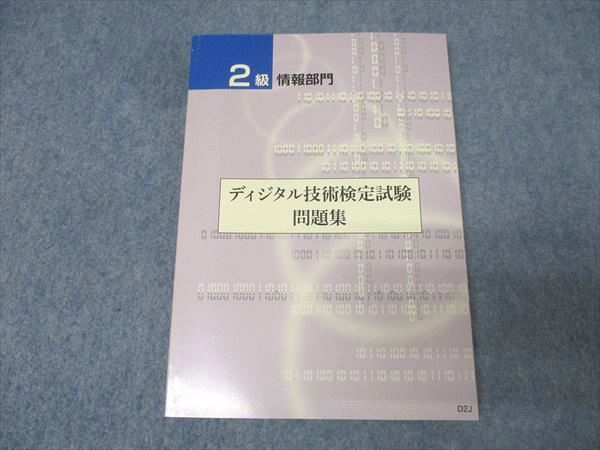 2級 情報部門
ディジタル技術検定試験
問題集
D2J